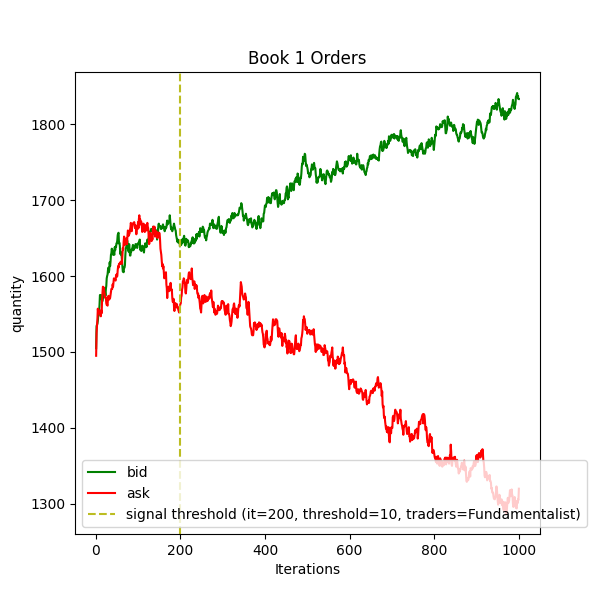 Book 1 Orders
quantity
1800
1700
1600
1500
1400
1300
bid
ask
signal threshold (it=200, threshold=10, traders=Fundamentalist)
0 200 400 600 800 1000
Iterations